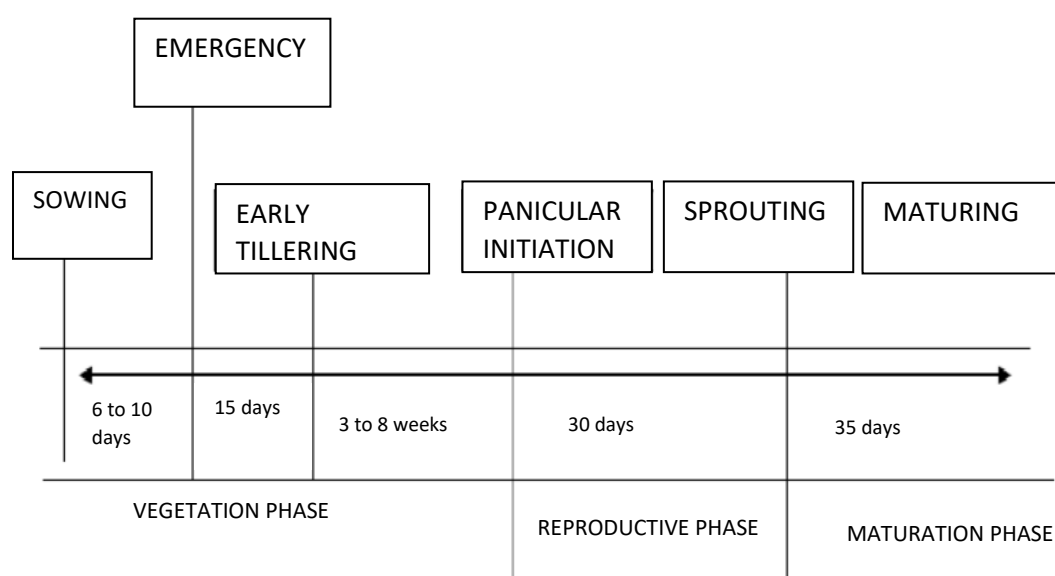 EMERGENCY
SOWING
EARLY
TILLERING
PANICULAR
INITIATION
SPROUTING
MATURING
6 to 10
days
15 days
3 to 8 weeks
30 days
35 days
VEGETATION PHASE
REPRODUCTIVE PHASE
MATURATION PHASE